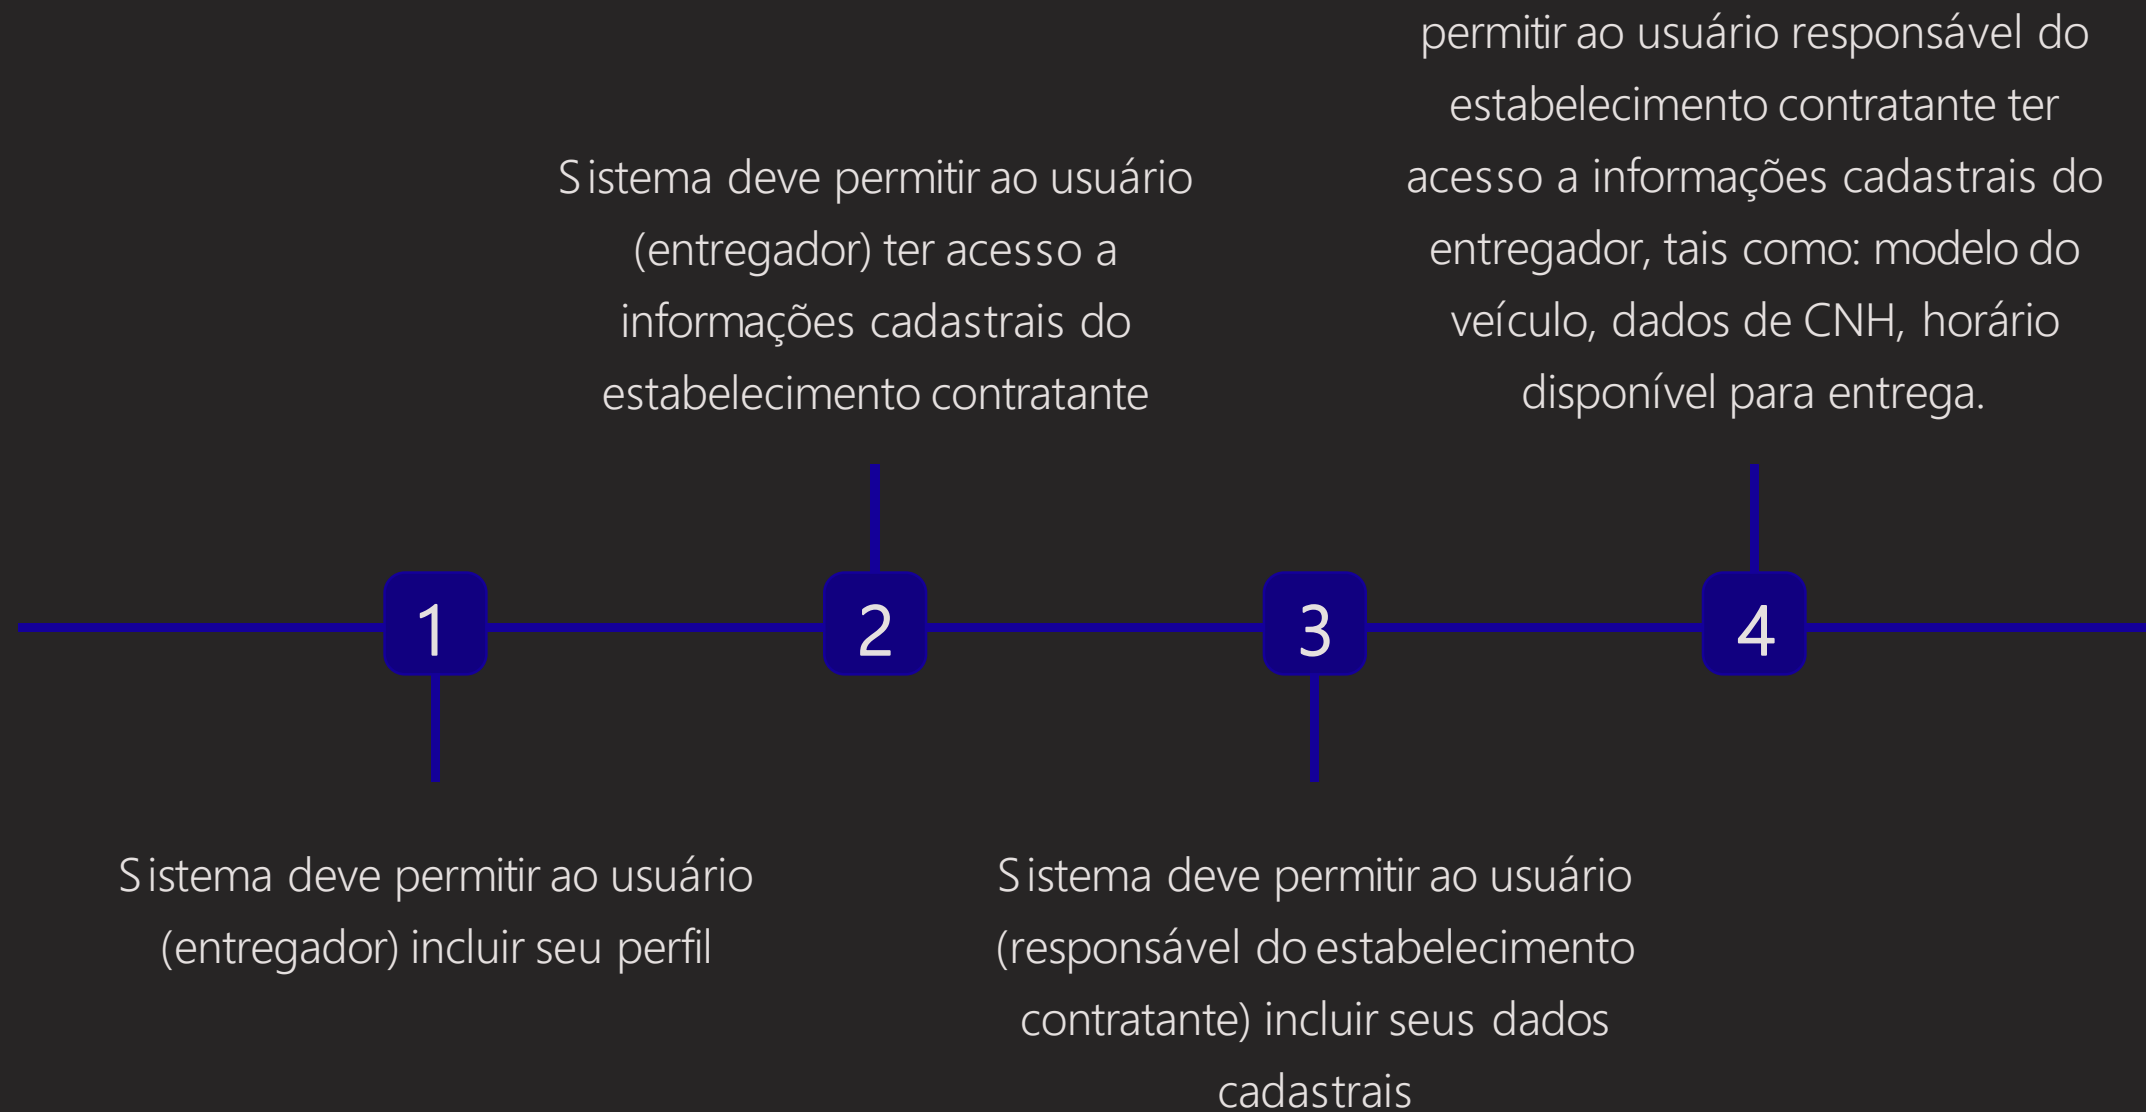 permitir ao usuário responsável do
estabelecimento contratante ter
acesso a informações cadastrais do
entregador, tais como: modelo do
veículo, dados de CNH, horário
disponível para entrega.
Sistema deve permitir ao usuário
(entregador) ter acesso a
informações cadastrais do
estabelecimento contratante
1
2
3
4
Sistema deve permitir ao usuário
(entregador) incluir seu perfil
Sistema deve permitir ao usuário
(responsável do estabelecimento
contratante) incluir seus dados
cadastrais